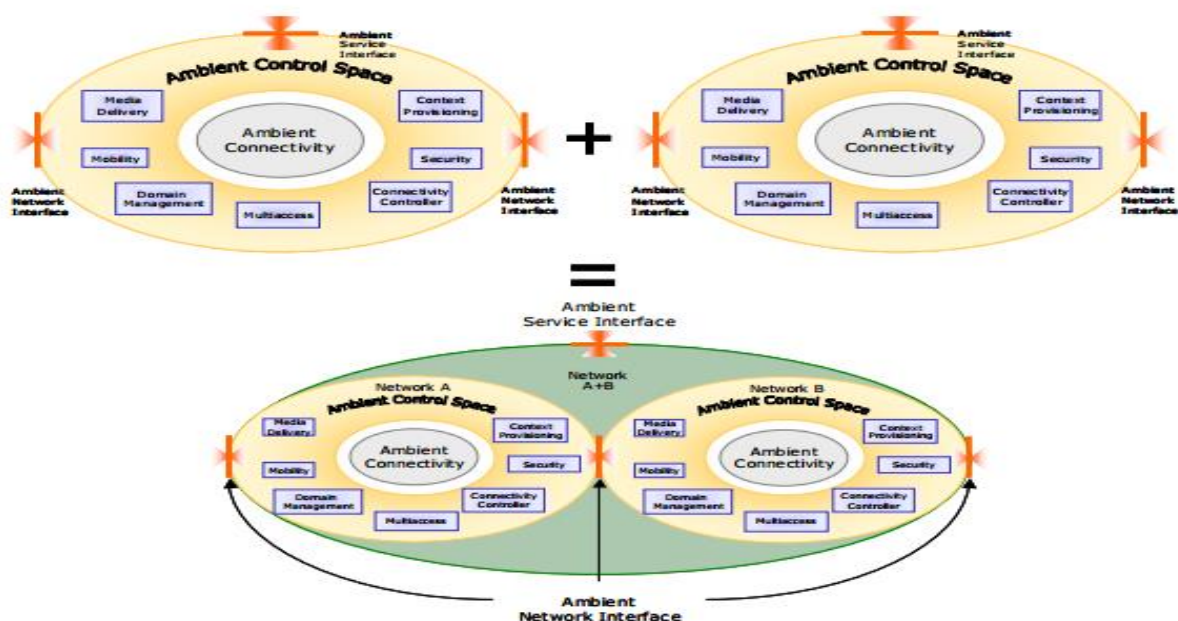 Ambient
Service
Interface
Ambient Control Space
Media
Delivery
Context
Provisioning
Ambient
Connectivity
Mobility
Security
Ambient
Network
Interface
Domain
Management
Connectivity
Controller
Ambient
Network
Interface
Multiaccess
+
Ambient
Service
Interface
Ambient Control Space
Media
Delivery
Context
Provisioning
Ambient
Connectivity
Mobility
Security
Ambient
Network
Interface
Domain
Management
Connectivity
Controller
Ambient
Network
Interface
Multiaccess
=
Ambient
Service Interface
Network
A+B
Network A
Ambient Control Space
Media
Delivery
Context
Provisioning
Ambient
Connectivity
Mobility
Security
Domain
Management
Connectivity
Controller
Multiaccess
Network B
Ambient Control Space
Media
Delivery
Context
Provisioning
Ambient
Connectivity
Mobility
Security
Domain
Management
Connectivity
Controller
Multiaccess
Ambient
Network Interface